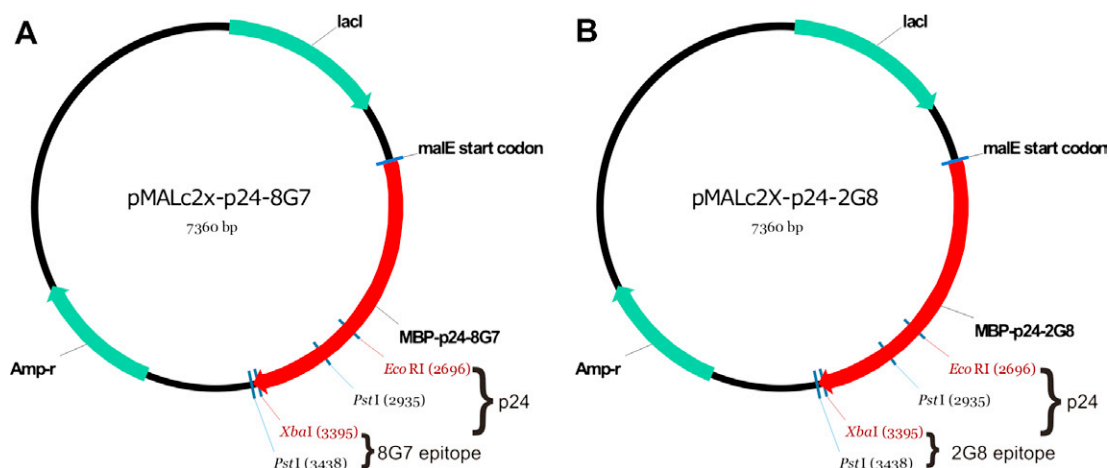 A
lacI
malE start codon
pMALc2x-p24-8G7
7360 bp
MBP-p24-8G7
Amp-r
EcoRI (2696)
PstI (2935)
p24
XbaI (3395)
8G7 epitope
PstI (3438)
B
lacI
malE start codon
pMALc2X-p24-2G8
7360 bp
MBP-p24-2G8
Amp-r
EcoRI (2696)
PstI (2935)
p24
XbaI (3395)
2G8 epitope
PstI (3438)